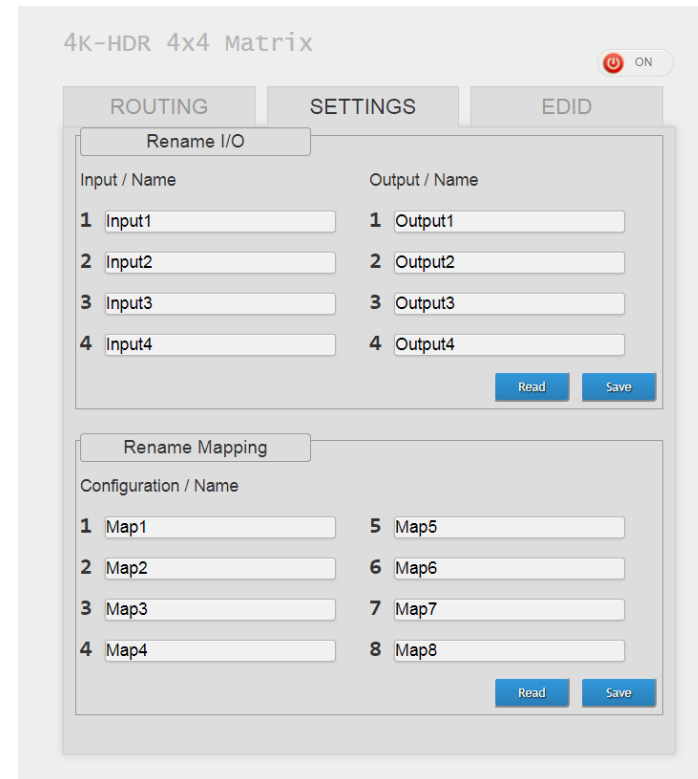 4K-HDR 4x4 Matrix
ON
ROUTING SETTINGS EDID
Rename I/O
Input / Name Output / Name
1 Input1 1 Output1
2 Input2 2 Output2
3 Input3 3 Output3
4 Input4 4 Output4
Read Save
Rename Mapping
Configuration / Name
1 Map1 5 Map5
2 Map2 6 Map6
3 Map3 7 Map7
4 Map4 8 Map8
Read Save